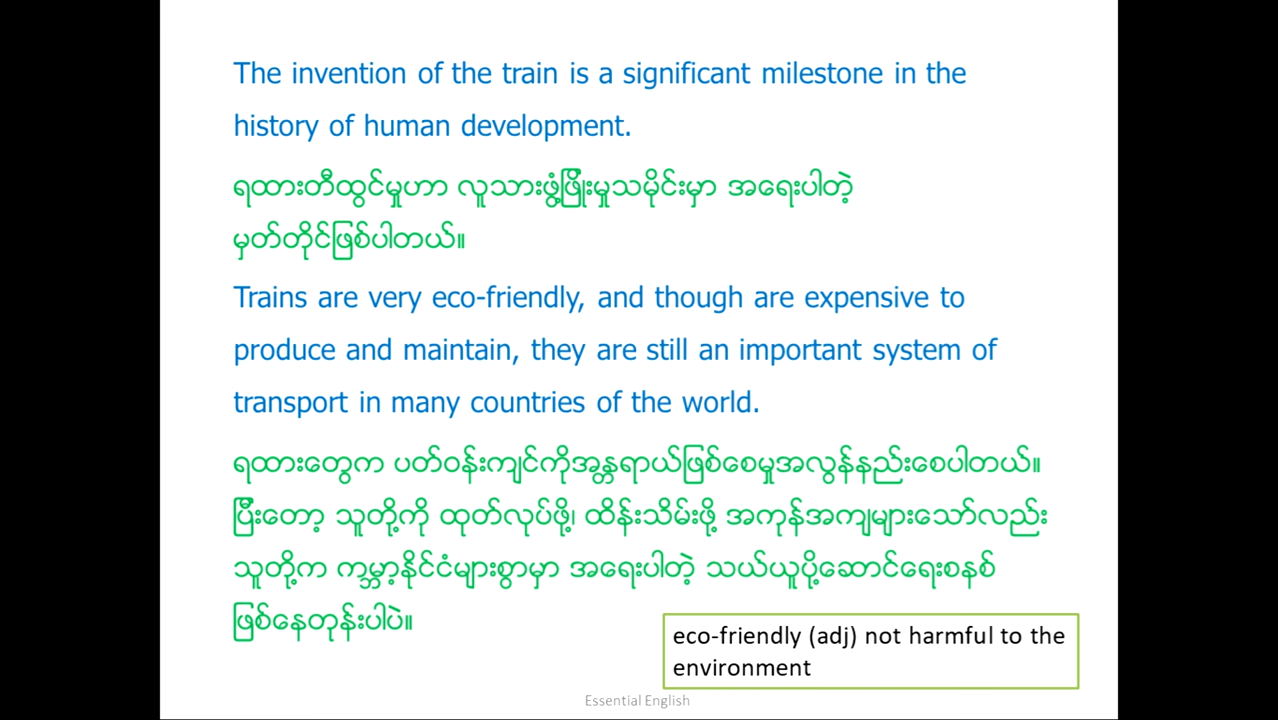 The invention of the train is a significant milestone in the
history of human development.
ရထားတီထွင်မှုဟာ လူသားဖွံ့ဖြိုးမှုသမိုင်းမှာ အရေးပါတဲ့
မှတ်တိုင်ဖြစ်ပါတယ်။
Trains are very eco-friendly, and though are expensive to
produce and maintain, they are still an important system of
transport in many countries of the world.
ရထားတွေက ပတ်ဝန်းကျင်ကိုအန္တရာယ်ဖြစ်စေမှုအလွန်နည်းစေပါတယ်။
ပြီးတော့ သူတို့ကို ထုတ်လုပ်ဖို့၊ ထိန်းသိမ်းဖို့ အကုန်အကျများသော်လည်း
သူတို့က ကမ္ဘာ့နိုင်ငံများစွာမှာ အရေးပါတဲ့ သယ်ယူပို့ဆောင်ရေးစနစ်
ဖြစ်နေတုန်းပါပဲ။
eco-friendly (adj) not harmful to the
environment
Essential English